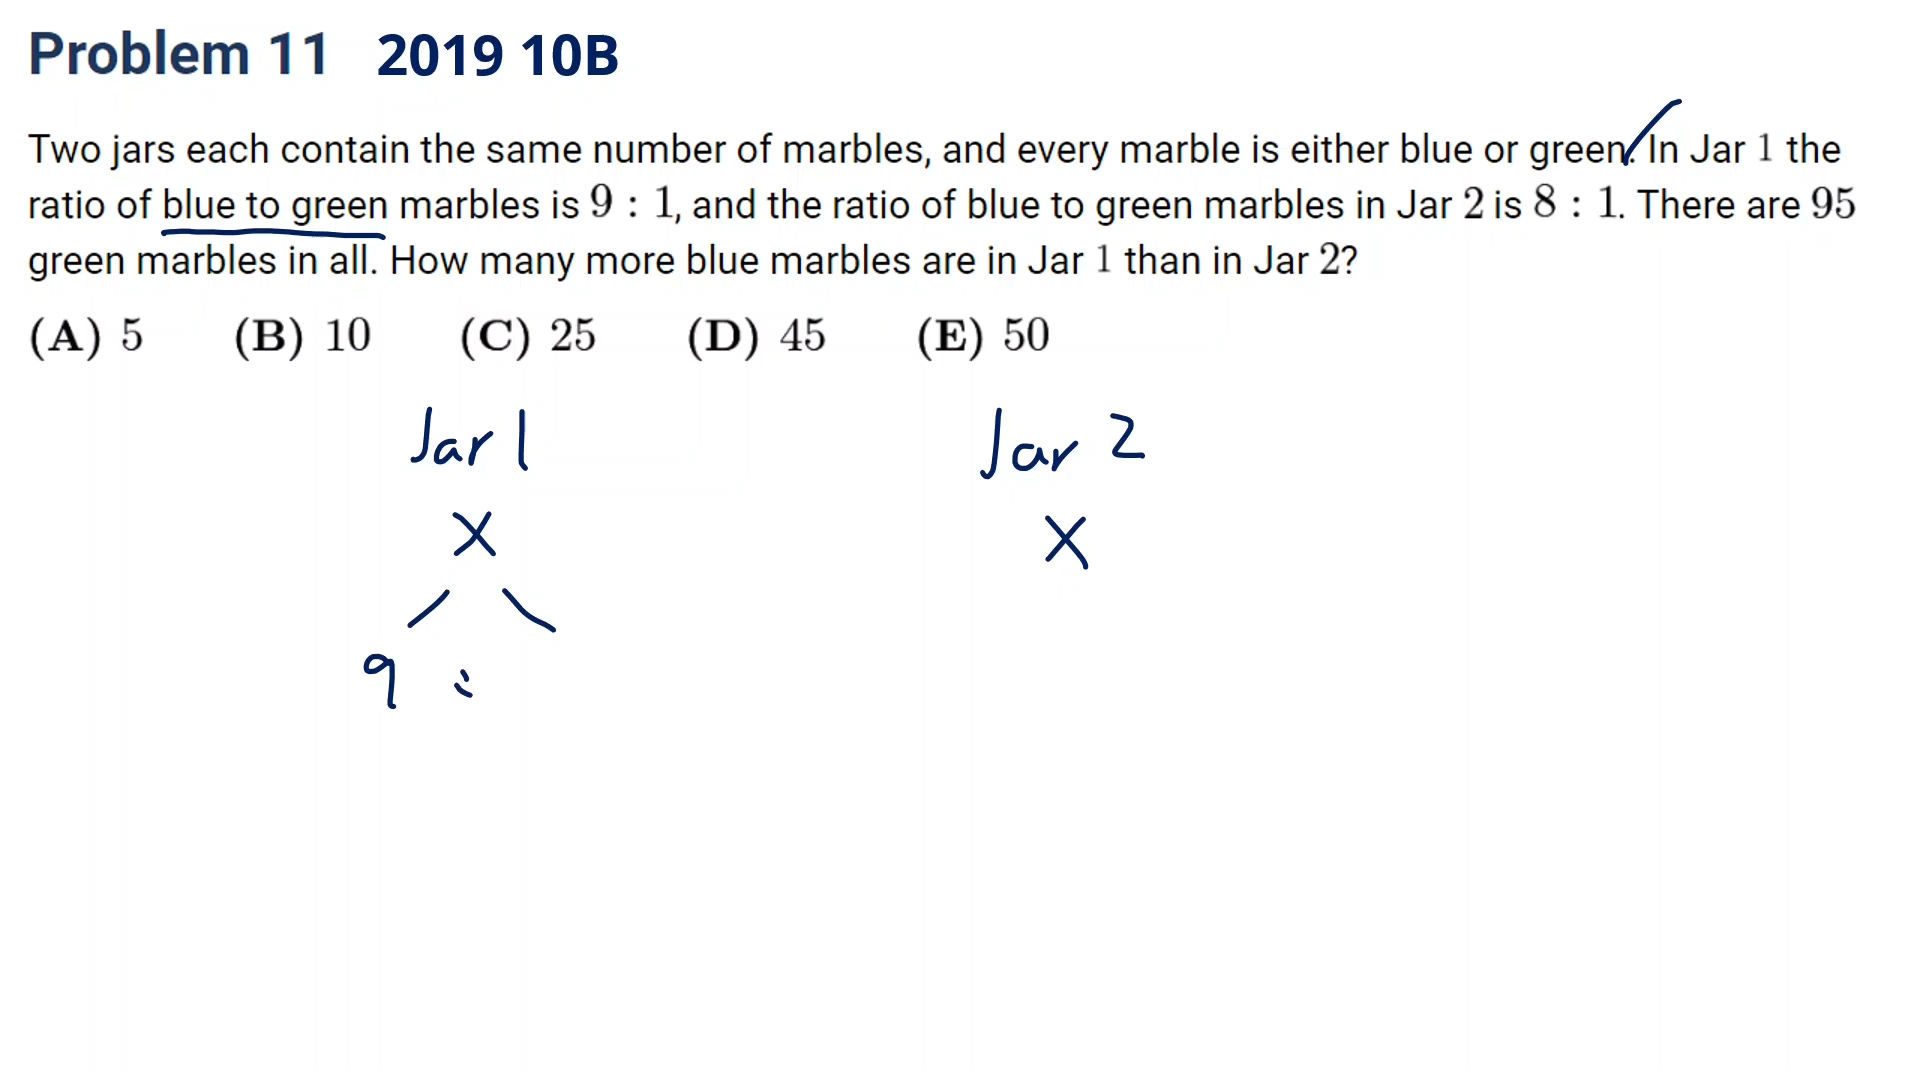 Problem 11 2019 10B
Two jars each contain the same number of marbles, and every marble is either blue or green. In Jar 1 the
ratio of blue to green marbles is 9 : 1, and the ratio of blue to green marbles in Jar 2 is 8 : 1. There are 95
green marbles in all. How many more blue marbles are in Jar 1 than in Jar 2?
(A) 5 (B) 10 (C) 25 (D) 45 (E) 50
Jar 1 Jar 2
x x
9 :